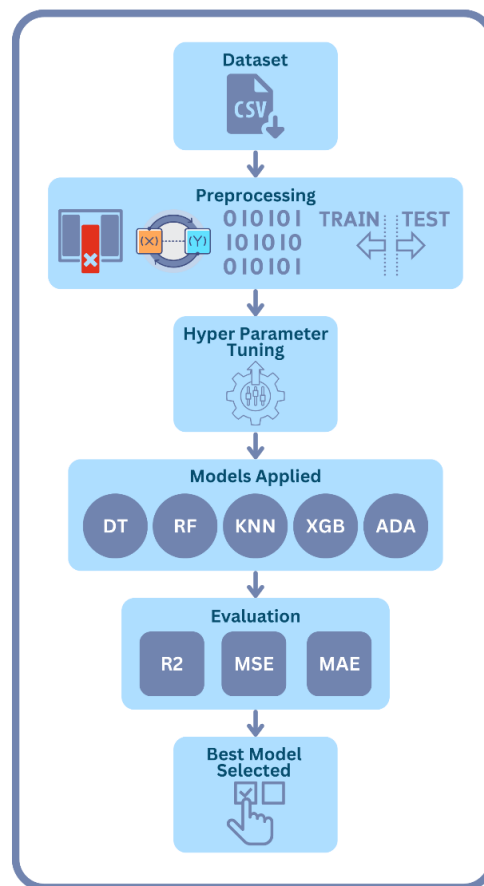 Dataset
CSV
Preprocessing
(X) (Y)
010101
101010
010101
TRAIN TEST
Hyper Parameter
Tuning
Models Applied
DT RF KNN XGB ADA
Evaluation
R2 MSE MAE
Best Model
Selected